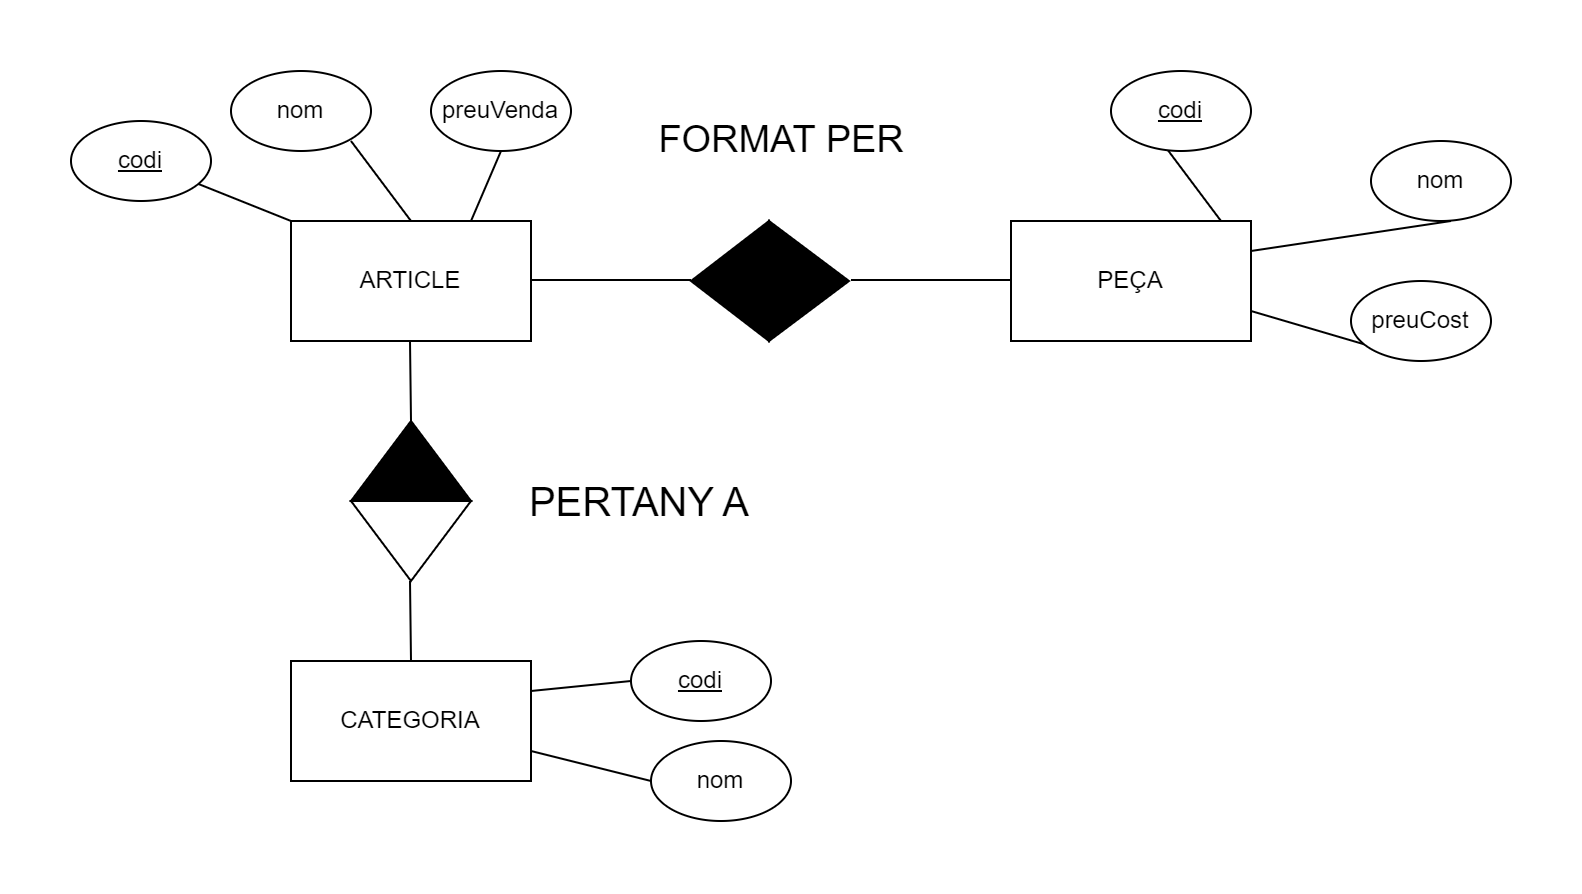 nom
preuVenda
codi
FORMAT PER
codi
nom
ARTICLE
PEÇA
preuCost
PERTANY A
codi
CATEGORIA
nom